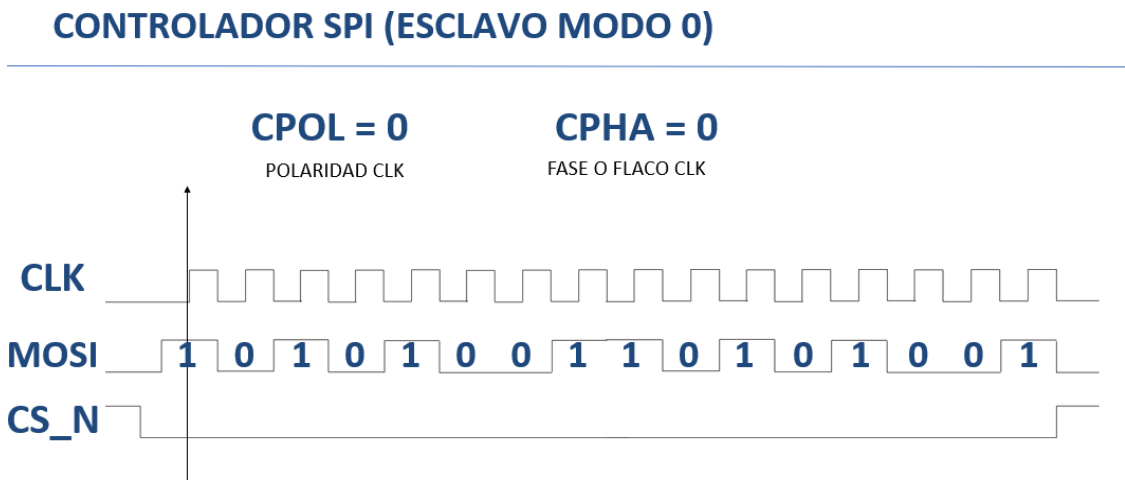 CONTROLADOR SPI (ESCLAVO MODO 0)
CPOL = 0 CPHA = 0
POLARIDAD CLK FASE O FLACO CLK
CLK
MOSI 1 0 1 0 1 0 0 1 1 0 1 0 1 0 0 1
CS_N